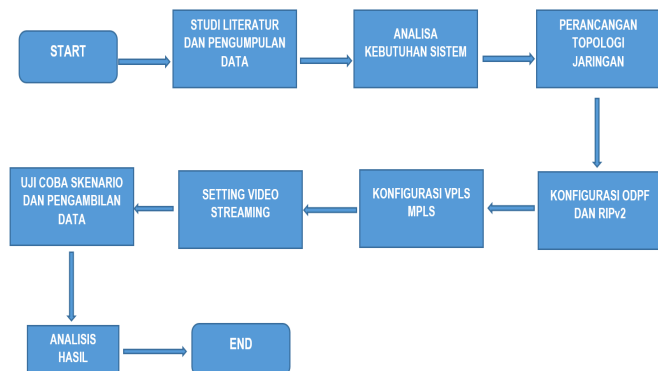 START
STUDI LITERATUR
DAN PENGUMPULAN
DATA
ANALISA
KEBUTUHAN SISTEM
PERANCANGAN
TOPOLOGI
JARINGAN
KONFIGURASI ODPF
DAN RIPv2
KONFIGURASI VPLS
MPLS
SETTING VIDEO
STREAMING
UJI COBA SKENARIO
DAN PENGAMBILAN
DATA
ANALISIS
HASIL
END